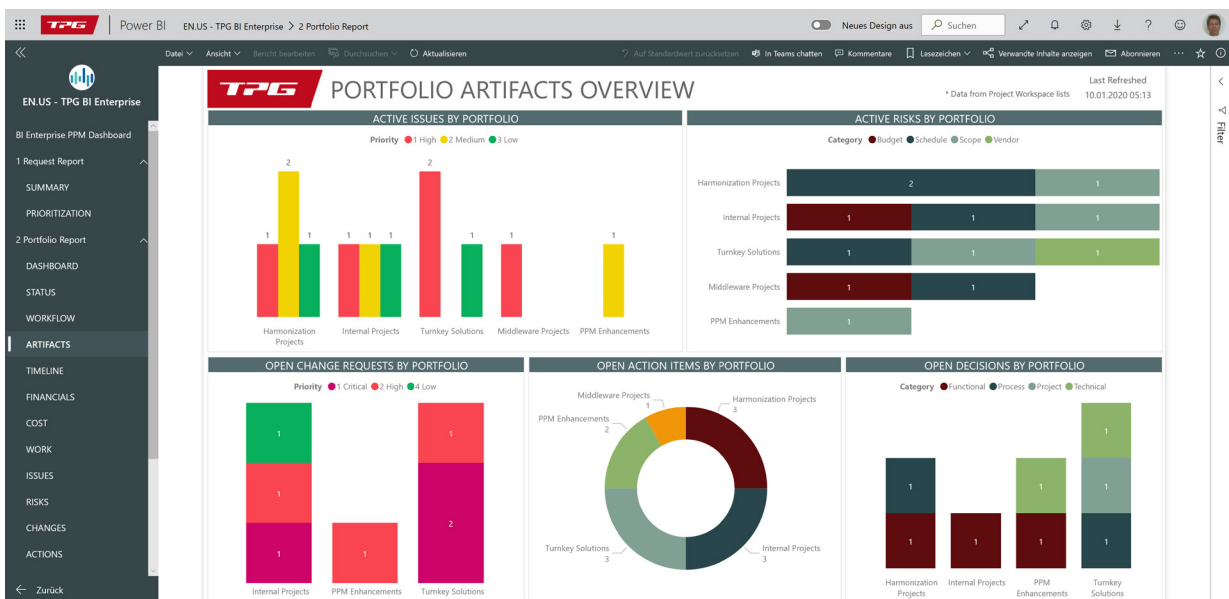 TPG Power BI EN.US - TPG BI Enterprise > 2 Portfolio Report Neues Design aus Suchen
Datei Ansicht Bericht bearbeiten Durchsuchen Aktualisieren Auf Standardwert zurücksetzen In Teams chatten Kommentare Lesezeichen Verwandte Inhalte anzeigen Abonnieren
EN.US - TPG BI Enterprise
BI Enterprise PPM Dashboard
1 Request Report
SUMMARY
PRIORITIZATION
2 Portfolio Report
DASHBOARD
STATUS
WORKFLOW
ARTIFACTS
TIMELINE
FINANCIALS
COST
WORK
ISSUES
RISKS
CHANGES
ACTIONS
Zurück
TPG PORTFOLIO ARTIFACTS OVERVIEW
* Data from Project Workspace lists
Last Refreshed
10.01.2020 05:13
Filter
ACTIVE ISSUES BY PORTFOLIO
Priority 1 High 2 Medium 3 Low
2 2
1 1 1 1 1 1 1 1
Harmonization Projects
Internal Projects
Turnkey Solutions
Middleware Projects
PPM Enhancements
ACTIVE RISKS BY PORTFOLIO
Category Budget Schedule Scope Vendor
Harmonization Projects 2 1
Internal Projects 1 1 1
Turnkey Solutions 1 1 1
Middleware Projects 1 1
PPM Enhancements 1
OPEN CHANGE REQUESTS BY PORTFOLIO
Priority 1 Critical 2 High 4 Low
1 1
1
2
1 1
Internal Projects PPM Enhancements Turnkey Solutions
OPEN ACTION ITEMS BY PORTFOLIO
Middleware Projects
1
Harmonization Projects
3
PPM Enhancements
2
Turnkey Solutions
3
Internal Projects
3
OPEN DECISIONS BY PORTFOLIO
Category Functional Process Project Technical
1
1 1 1
1 1 1 1
Harmonization Projects
Internal Projects
PPM Enhancements
Turnkey Solutions